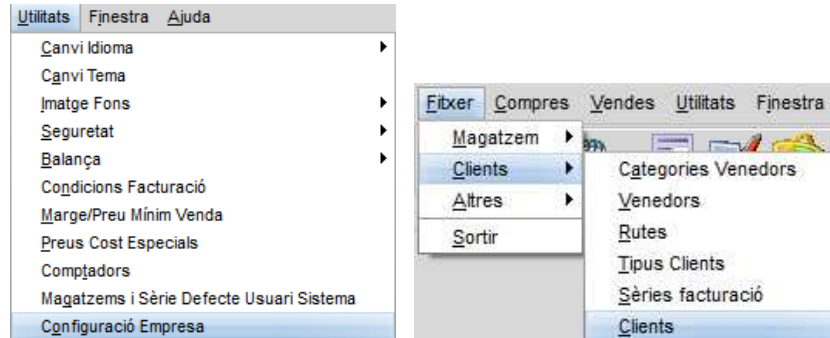 Utilitats Finestra Ajuda
Canvi Idioma
Canvi Tema
Imatge Fons
Seguretat
Balança
Condicions Facturació
Marge/Preu Mínim Venda
Preus Cost Especials
Comptadors
Magatzems i Sèrie Defecte Usuari Sistema
Configuració Empresa
Fitxer Compres Vendes Utilitats Finestra
Magatzem
Clients
Altres
Sortir
Categories Venedors
Venedors
Rutes
Tipus Clients
Sèries facturació
Clients